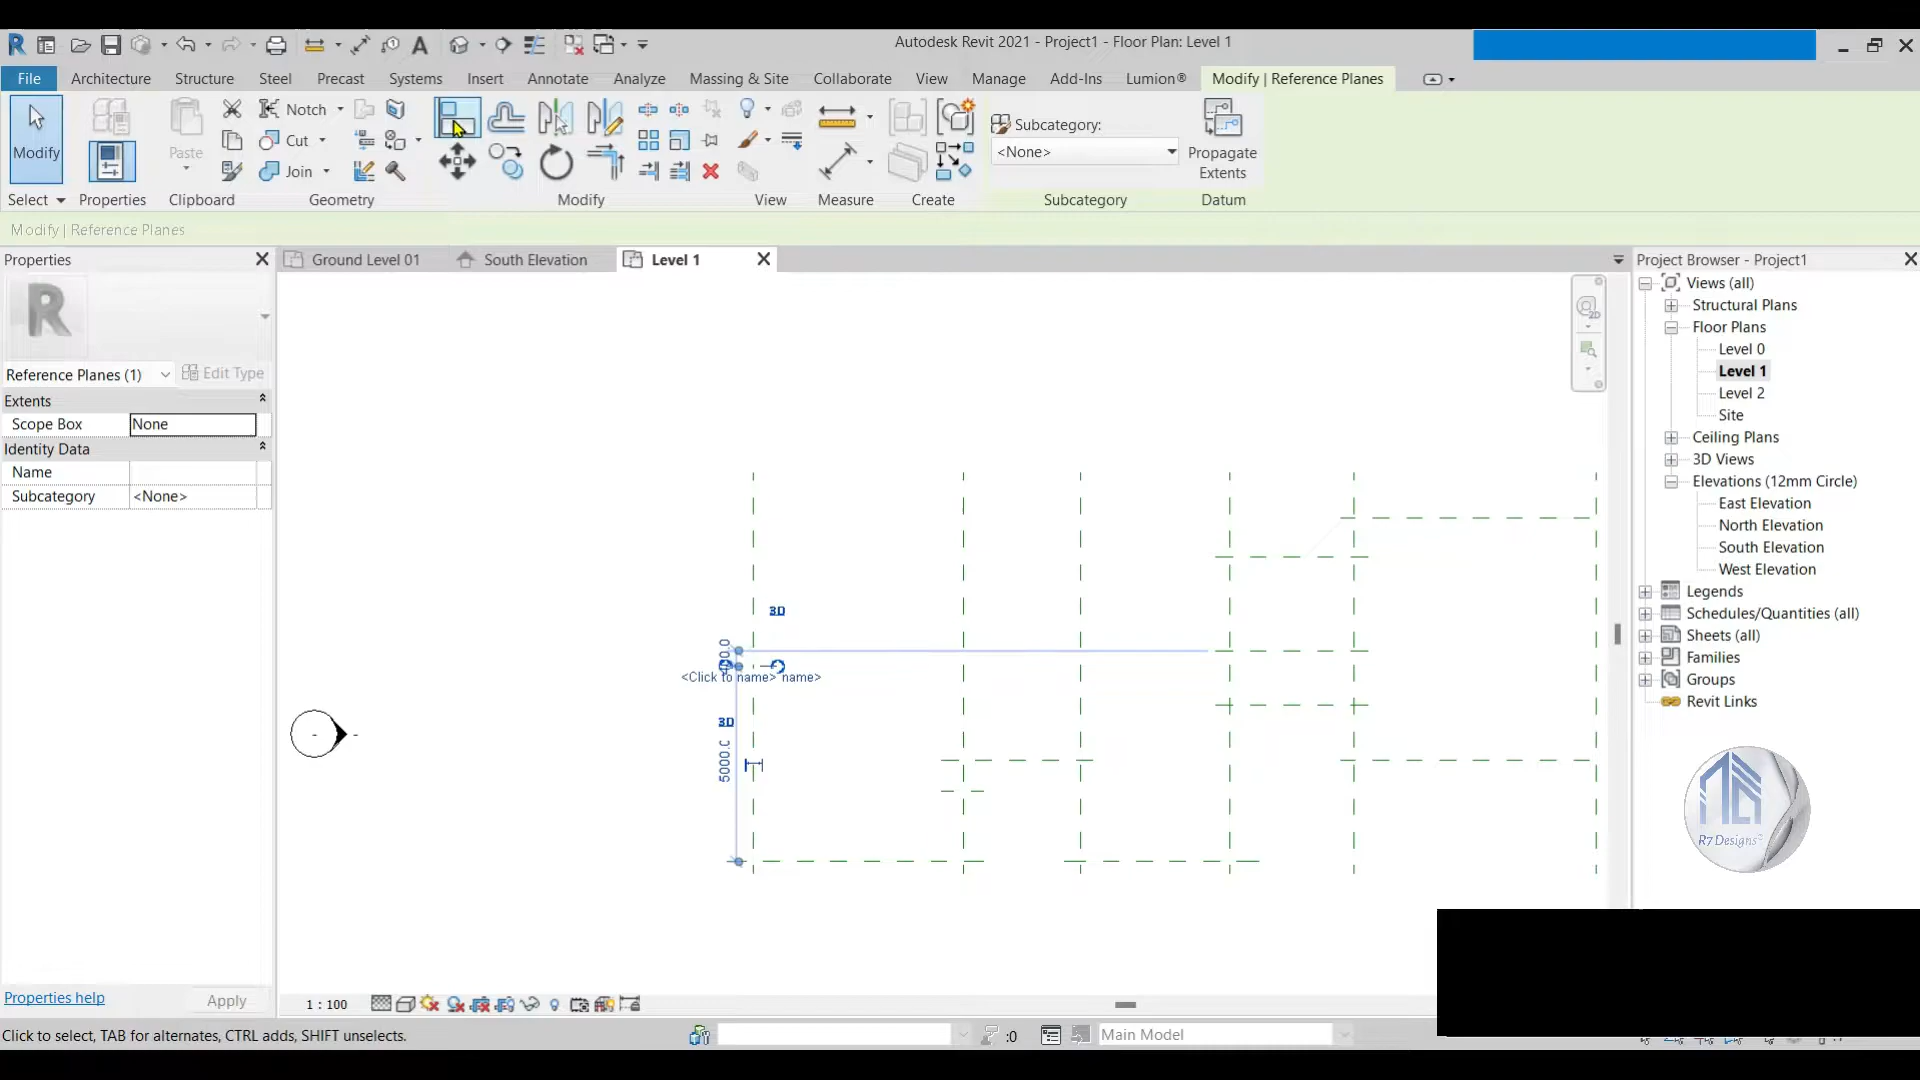 Autodesk Revit 2021 - Project1 - Floor Plan: Level 1
File Architecture Structure Steel Precast Systems Insert Annotate Analyze Massing & Site Collaborate View Manage Add-Ins Lumion® Modify | Reference Planes
Modify
Paste
Notch
Cut
Join
Subcategory:
<None>
Propagate
Extents
Select Properties Clipboard Geometry Modify View Measure Create Subcategory Datum
Modify | Reference Planes
Properties
R
Reference Planes (1)
Edit Type
Extents
Scope Box None
Identity Data
Name
Subcategory <None>
Properties help
Apply
Ground Level 01
South Elevation
Level 1
2D
3D
<Click to name> name>
3D
5000.0
1 : 100
Project Browser - Project1
Views (all)
Structural Plans
Floor Plans
Level 0
Level 1
Level 2
Site
Ceiling Plans
3D Views
Elevations (12mm Circle)
East Elevation
North Elevation
South Elevation
West Elevation
Legends
Schedules/Quantities (all)
Sheets (all)
Families
Groups
Revit Links
R7 Designs
Click to select, TAB for alternates, CTRL adds, SHIFT unselects.
:0
Main Model